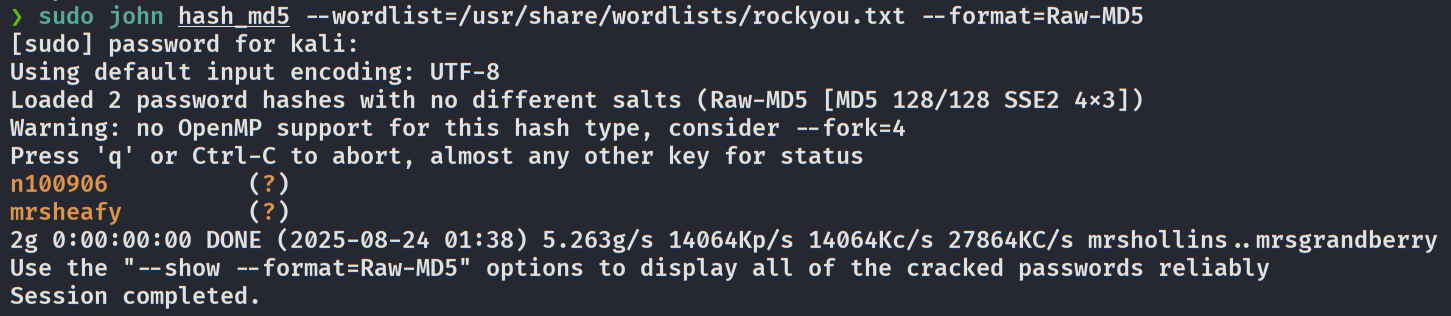 ❯ sudo john hash_md5 --wordlist=/usr/share/wordlists/rockyou.txt --format=Raw-MD5
[sudo] password for kali:
Using default input encoding: UTF-8
Loaded 2 password hashes with no different salts (Raw-MD5 [MD5 128/128 SSE2 4×3])
Warning: no OpenMP support for this hash type, consider --fork=4
Press 'q' or Ctrl-C to abort, almost any other key for status
n100906          (?)
mrsheafy         (?)
2g 0:00:00:00 DONE (2025-08-24 01:38) 5.263g/s 14064Kp/s 14064Kc/s 27864KC/s mrshollins..mrsgrandberry
Use the "--show --format=Raw-MD5" options to display all of the cracked passwords reliably
Session completed.